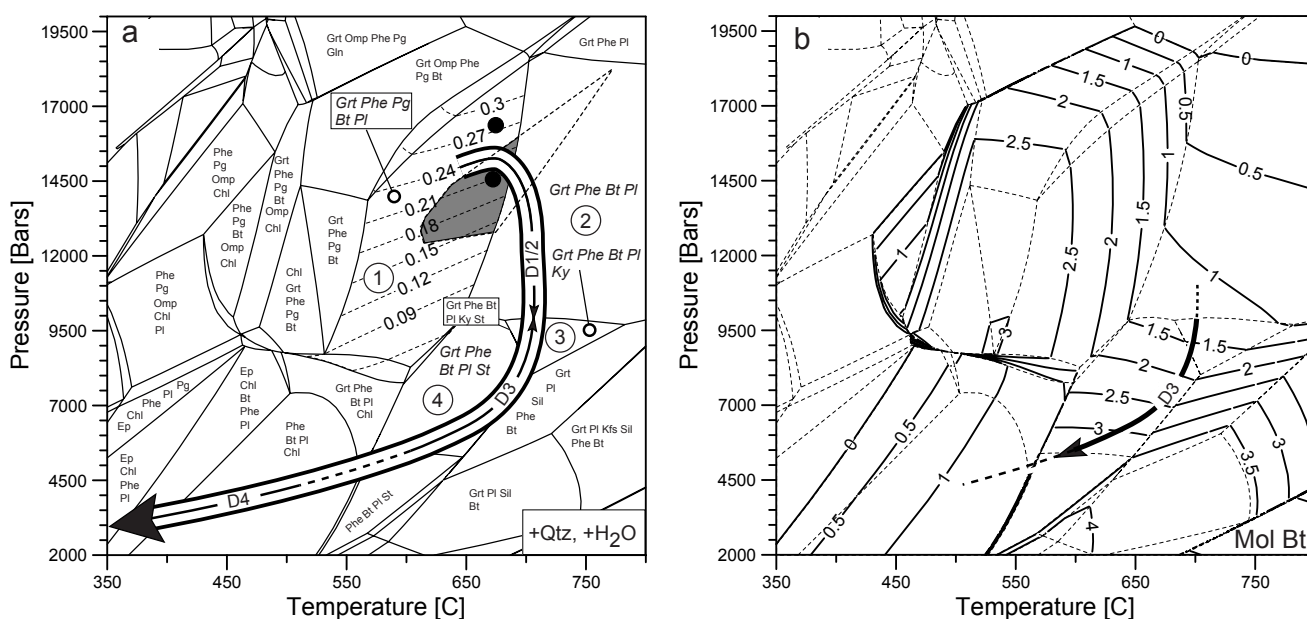 a
Pressure [Bars]
19500
17000
14500
12000
9500
7000
4500
2000
350
450
550
650
750
Temperature [C]
Grt Omp Phe Pg
Gln
Grt Omp Phe
Pg Bt
Grt Phe Pl
Grt Phe Pg
Bt Pl
0.3
0.27
0.24
0.21
0.18
0.15
0.12
0.09
Phe
Pg
Omp
Chl
Grt
Phe
Pg
Bt
Omp
Chl
Phe
Pg
Bt
Omp
Chl
Grt
Phe
Pg
Bt
Grt Phe Bt Pl
2
Grt Phe Bt Pl
Ky
1
D1/2
Phe
Pg
Omp
Chl
Pl
Chl
Grt
Phe
Pg
Bt
Grt Phe Bt
Pl Ky St
3
Grt Phe
Bt Pl St
4
D3
Grt
Pl
Sil
Phe
Bt
Pg
Pl
Phe
Chl
Ep
Ep
Chl
Bt
Phe
Pl
Grt Phe
Bt Pl
Chl
Phe
Bt Pl
Chl
Grt Pl Kfs Sil
Phe Bt
Ep
Chl
Phe
Pl
D4
Phe Bt Pl St
Grt Pl Sil
Bt
+Qtz, +H2O
b
Pressure [Bars]
19500
17000
14500
12000
9500
7000
4500
2000
350
450
550
650
750
Temperature [C]
0
0
0.5
1
1.5
2
2.5
0.5
1
1.5
2
2.5
1
1
3
1.5
1.5
2
2
2.5
3
D3
3
3.5
4
0
0.5
1
0.5
Mol Bt